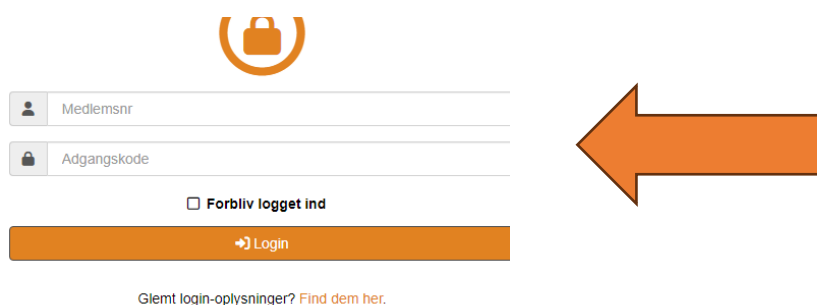 Medlemsnr
Adgangskode
Forbliv logget ind
Login
Glemt login-oplysninger? Find dem her.